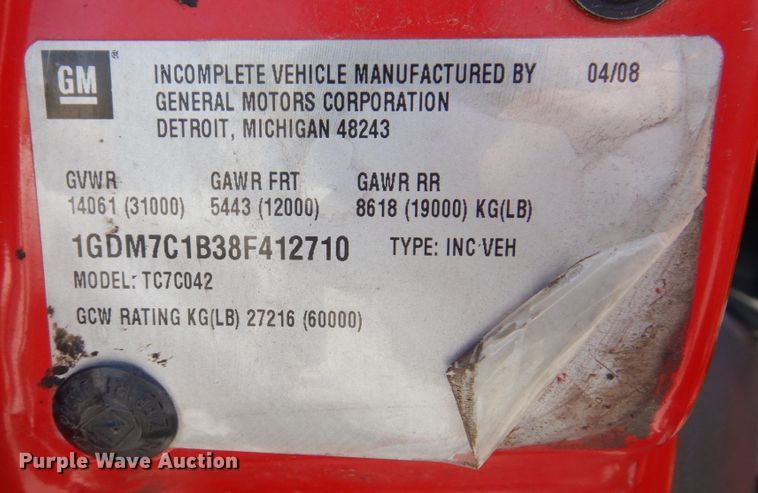 GM
INCOMPLETE VEHICLE MANUFACTURED BY 04/08
GENERAL MOTORS CORPORATION
DETROIT, MICHIGAN 48243
GVWR GAWR FRT GAWR RR
14061 (31000) 5443 (12000) 8618 (19000) KG(LB)
1GDM7C1B38F412710 TYPE: INC VEH
MODEL: TC7C042
GCW RATING KG(LB) 27216 (60000)
Purple Wave Auction